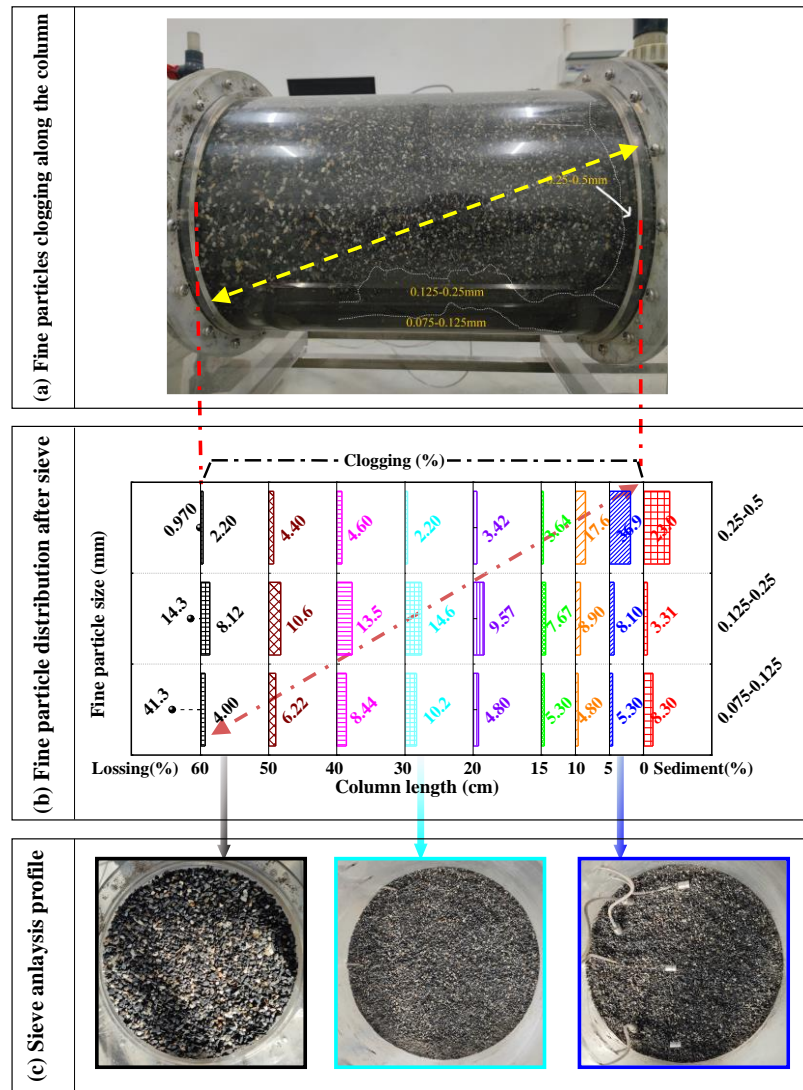 (a) Fine particles clogging along the column
0.25-0.5mm
0.125-0.25mm
0.075-0.125mm
(b) Fine particle distribution after sieve
Clogging (%)
Fine particle size (mm)
0.970 2.20 4.40 4.60 2.20 3.42 3.64 17.6 36.9 23.0 0.25-0.5
14.3 8.12 10.6 13.5 14.6 9.57 7.67 8.90 8.10 3.31 0.125-0.25
41.3 4.00 6.22 8.44 10.2 4.80 5.30 4.80 5.30 8.30 0.075-0.125
Lossing(%) 60 50 40 30 20 15 10 5 0 Sediment(%)
Column length (cm)
(c) Sieve anlaysis profile